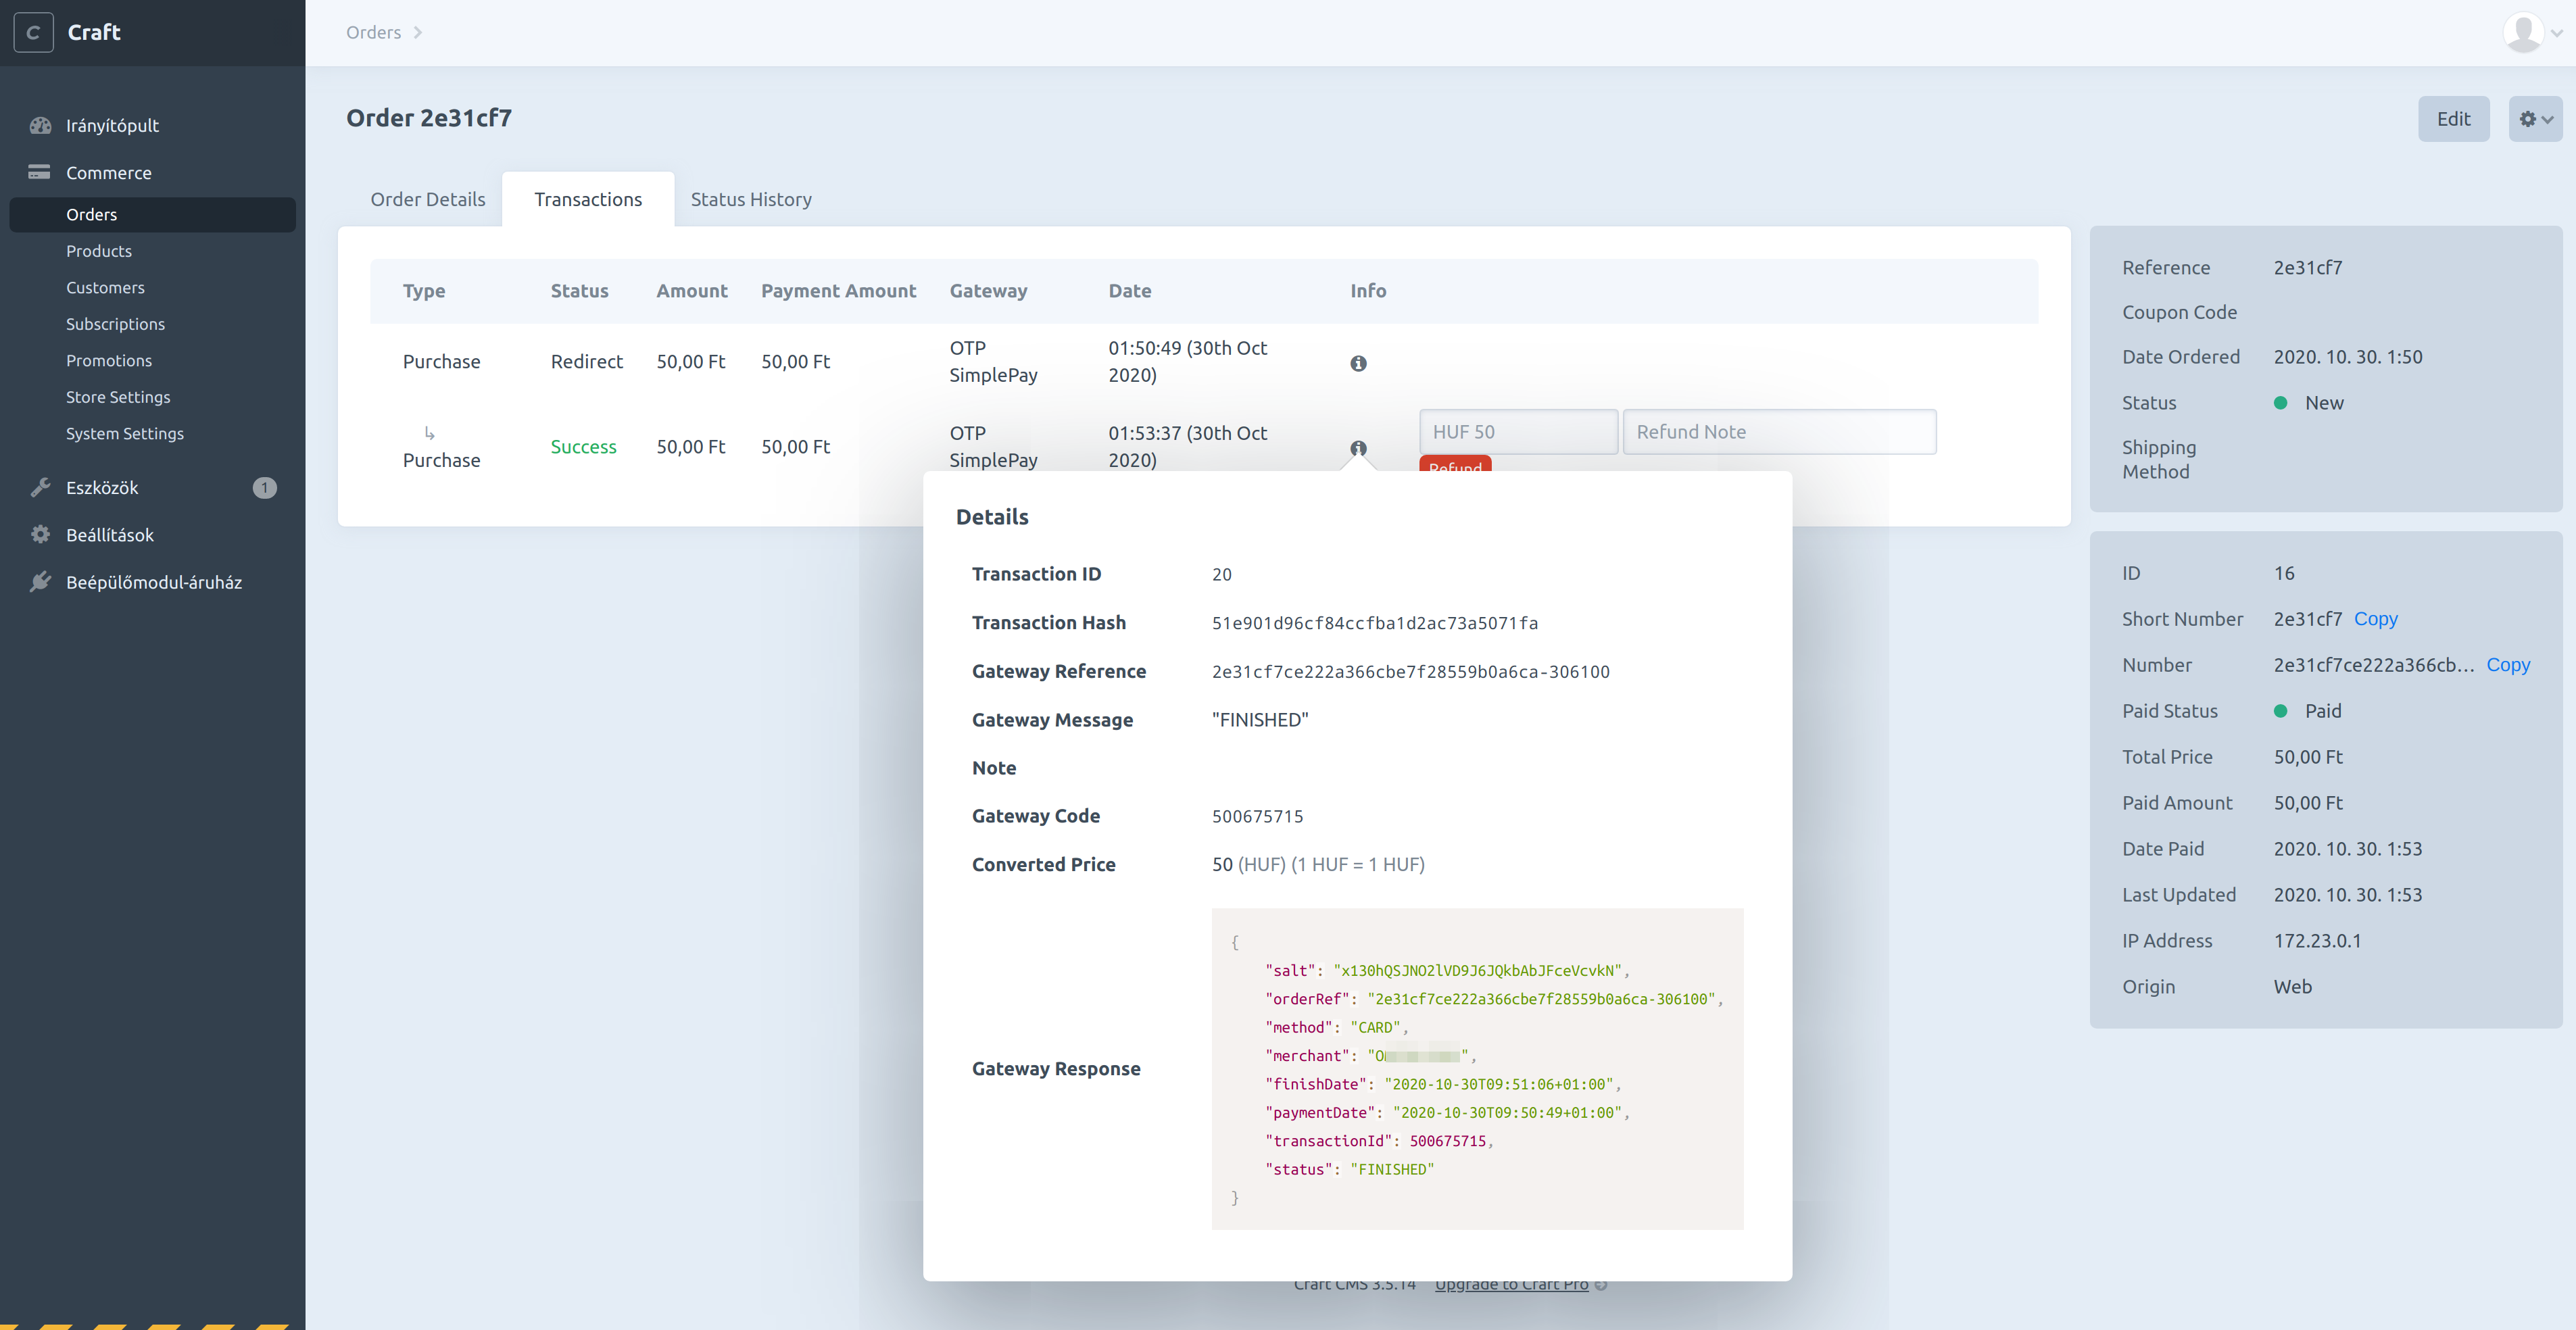 C Craft
Orders
Irányítópult
Commerce
Orders
Products
Customers
Subscriptions
Promotions
Store Settings
System Settings
Eszközök 1
Beállítások
Beépülőmodul-áruház
Order 2e31cf7
Edit
Order Details Transactions Status History
Type Status Amount Payment Amount Gateway Date Info
Purchase Redirect 50,00 Ft 50,00 Ft OTP SimplePay 01:50:49 (30th Oct 2020)
↳ Purchase Success 50,00 Ft 50,00 Ft OTP SimplePay 01:53:37 (30th Oct 2020) HUF 50 Refund Note
Refund
Details
Transaction ID 20
Transaction Hash 51e901d96cf84ccfba1d2ac73a5071fa
Gateway Reference 2e31cf7ce222a366cbe7f28559b0a6ca-306100
Gateway Message "FINISHED"
Note
Gateway Code 500675715
Converted Price 50 (HUF) (1 HUF = 1 HUF)
Gateway Response
{
"salt": "x130hQSJNO2lVD9J6JQkbAbJFceVcvkN",
"orderRef": "2e31cf7ce222a366cbe7f28559b0a6ca-306100",
"method": "CARD",
"merchant": "O",
"finishDate": "2020-10-30T09:51:06+01:00",
"paymentDate": "2020-10-30T09:50:49+01:00",
"transactionId": 500675715,
"status": "FINISHED"
}
Craft CMS 3.5.14 Upgrade to Craft Pro
Reference 2e31cf7
Coupon Code
Date Ordered 2020. 10. 30. 1:50
Status New
Shipping
Method
ID 16
Short Number 2e31cf7 Copy
Number 2e31cf7ce222a366cb... Copy
Paid Status Paid
Total Price 50,00 Ft
Paid Amount 50,00 Ft
Date Paid 2020. 10. 30. 1:53
Last Updated 2020. 10. 30. 1:53
IP Address 172.23.0.1
Origin Web